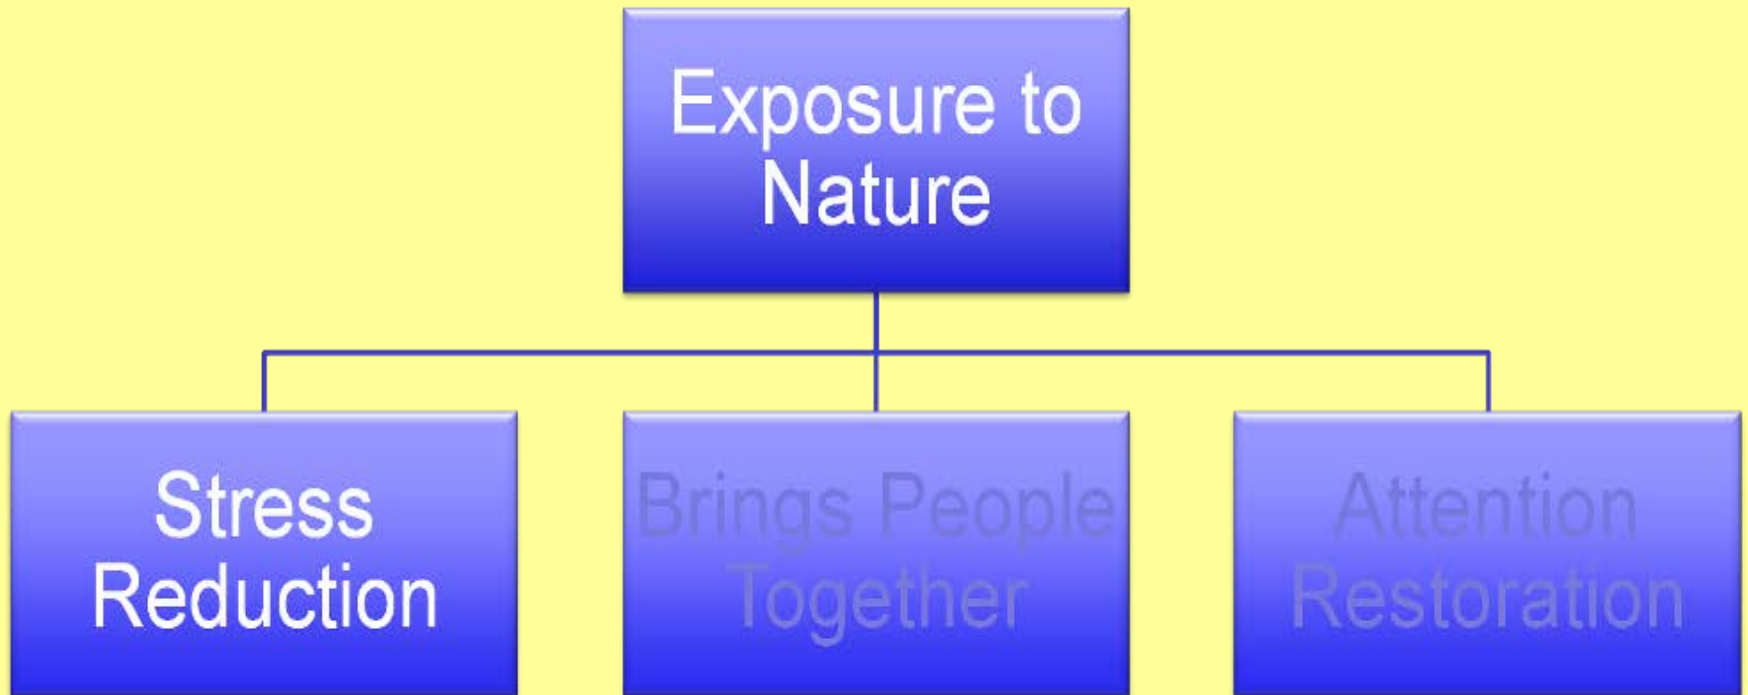 Exposure to
Nature
Stress
Reduction
Brings People
Together
Attention
Restoration